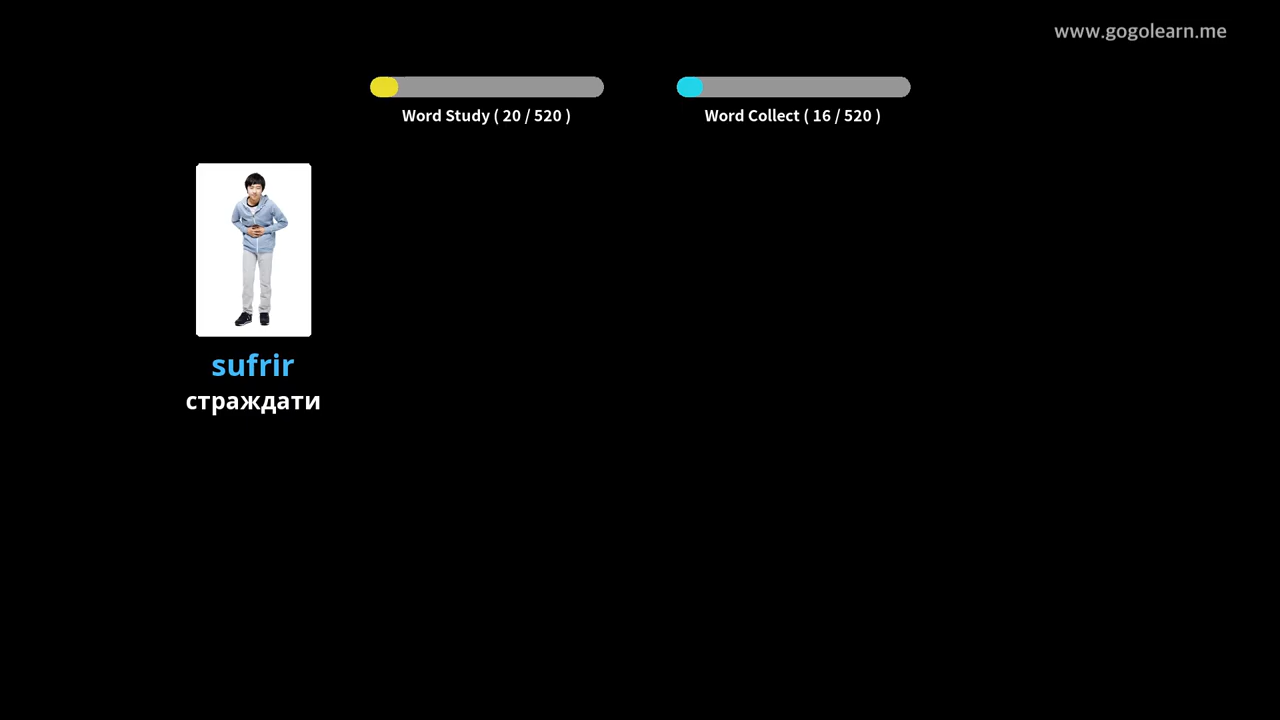 www.gogolearn.me
Word Study ( 20 / 520 )
Word Collect ( 16 / 520 )
sufrir
страждати